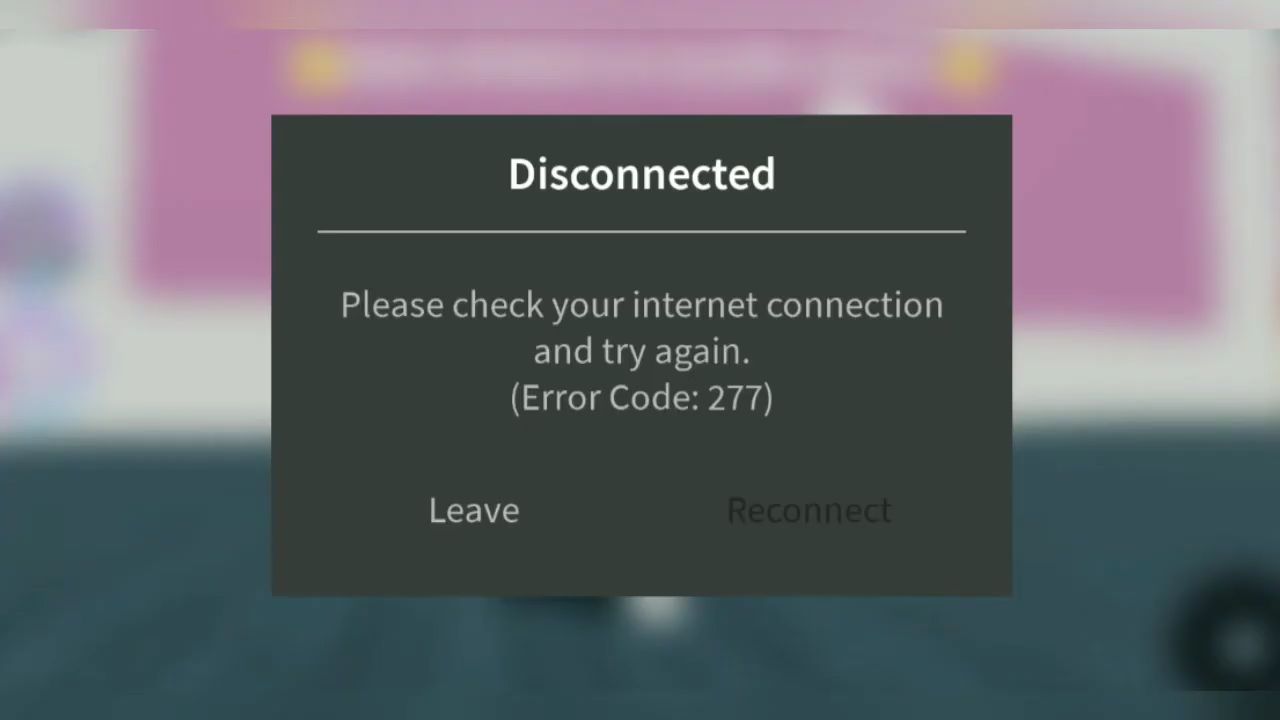 Disconnected
Please check your internet connection
and try again.
(Error Code: 277)
Leave
Reconnect